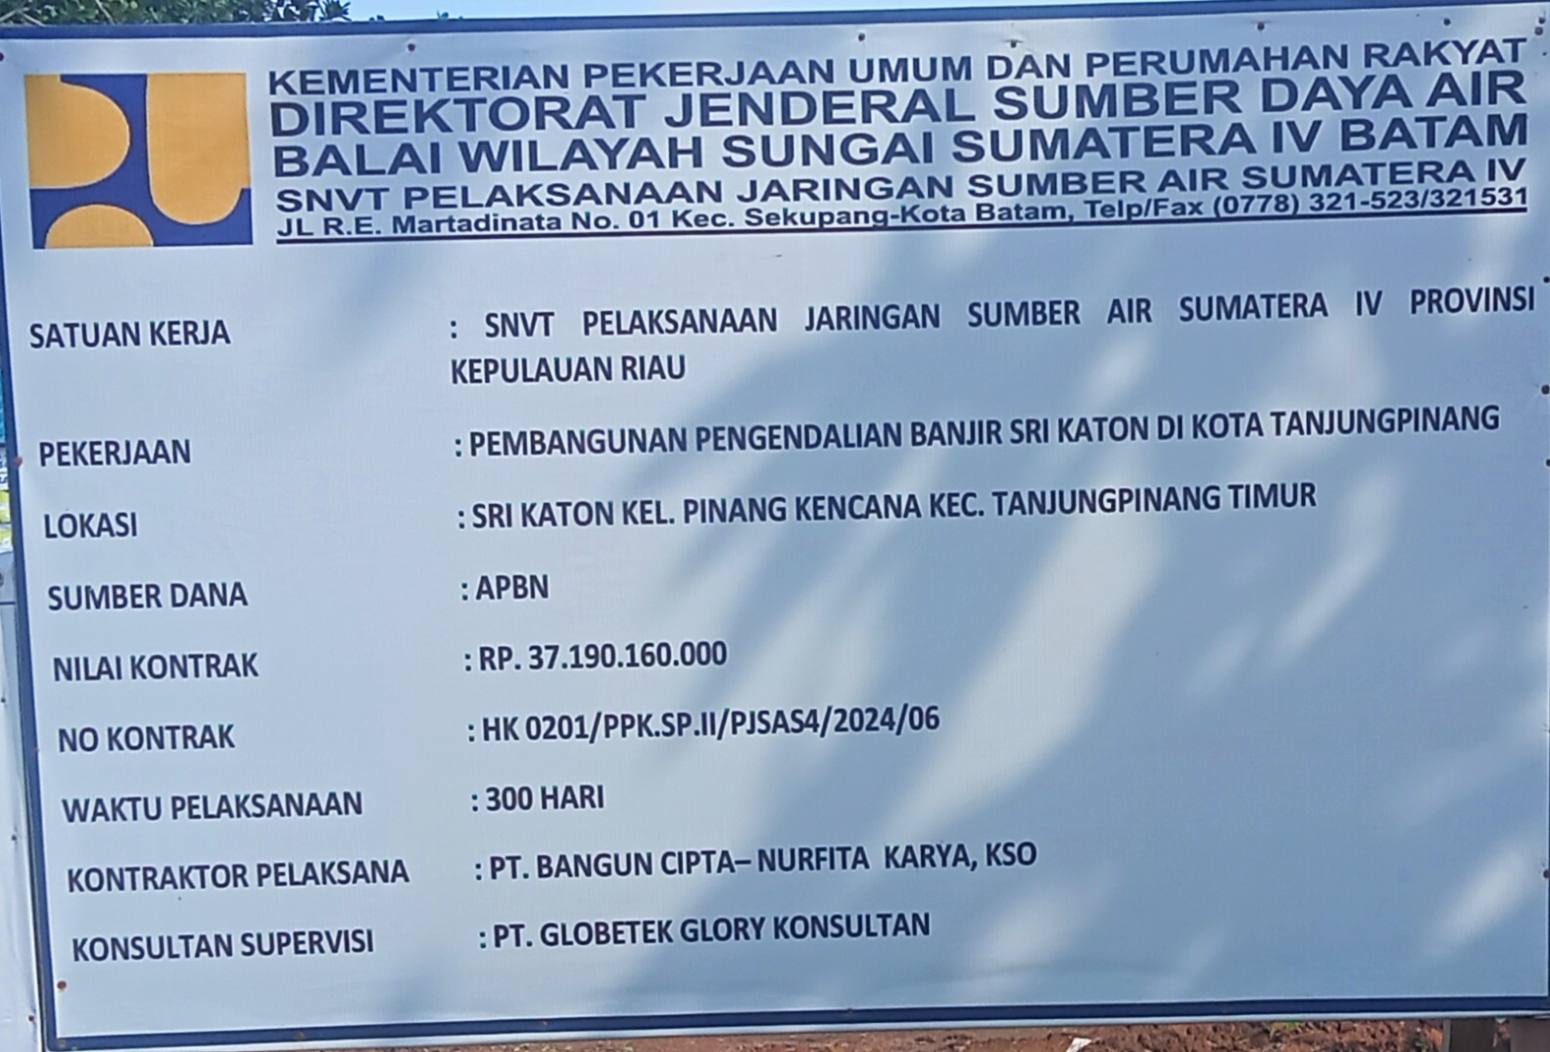 KEMENTERIAN PEKERJAAN UMUM DAN PERUMAHAN RAKYAT
DIREKTORAT JENDERAL SUMBER DAYA AIR
BALAI WILAYAH SUNGAI SUMATERA IV BATAM
SNVT PELAKSANAAN JARINGAN SUMBER AIR SUMATERA IV
JL R.E. Martadinata No. 01 Kec. Sekupang-Kota Batam, Telp/Fax (0778) 321-523/321531
SATUAN KERJA : SNVT PELAKSANAAN JARINGAN SUMBER AIR SUMATERA IV PROVINSI
KEPULAUAN RIAU
PEKERJAAN : PEMBANGUNAN PENGENDALIAN BANJIR SRI KATON DI KOTA TANJUNGPINANG
LOKASI : SRI KATON KEL. PINANG KENCANA KEC. TANJUNGPINANG TIMUR
SUMBER DANA : APBN
NILAI KONTRAK : RP. 37.190.160.000
NO KONTRAK : HK 0201/PPK.SP.II/PJSAS4/2024/06
WAKTU PELAKSANAAN : 300 HARI
KONTRAKTOR PELAKSANA : PT. BANGUN CIPTA– NURFITA KARYA, KSO
KONSULTAN SUPERVISI : PT. GLOBETEK GLORY KONSULTAN